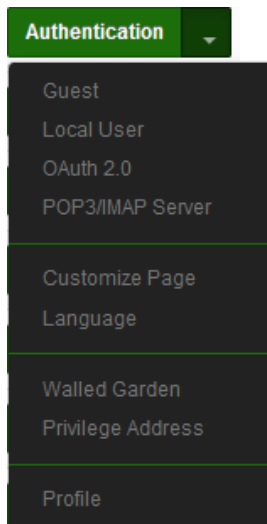 Authentication
Guest
Local User
OAuth 2.0
POP3/IMAP Server
Customize Page
Language
Walled Garden
Privilege Address
Profile